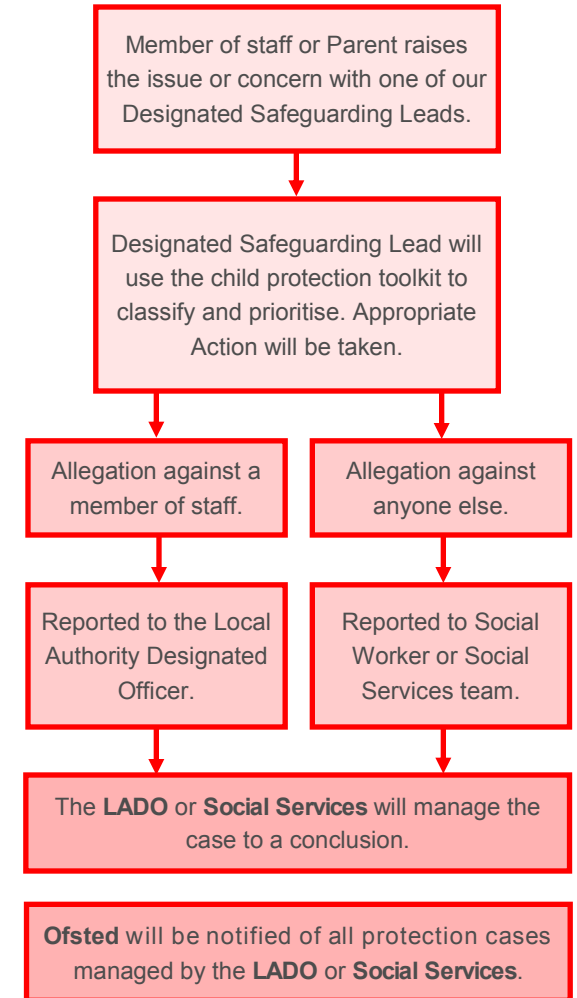 Member of staff or Parent raises
the issue or concern with one of our
Designated Safeguarding Leads.
Designated Safeguarding Lead will
use the child protection toolkit to
classify and prioritise. Appropriate
Action will be taken.
Allegation against a
member of staff.
Allegation against
anyone else.
Reported to the Local
Authority Designated
Officer.
Reported to Social
Worker or Social
Services team.
The LADO or Social Services will manage the
case to a conclusion.
Ofsted will be notified of all protection cases
managed by the LADO or Social Services.